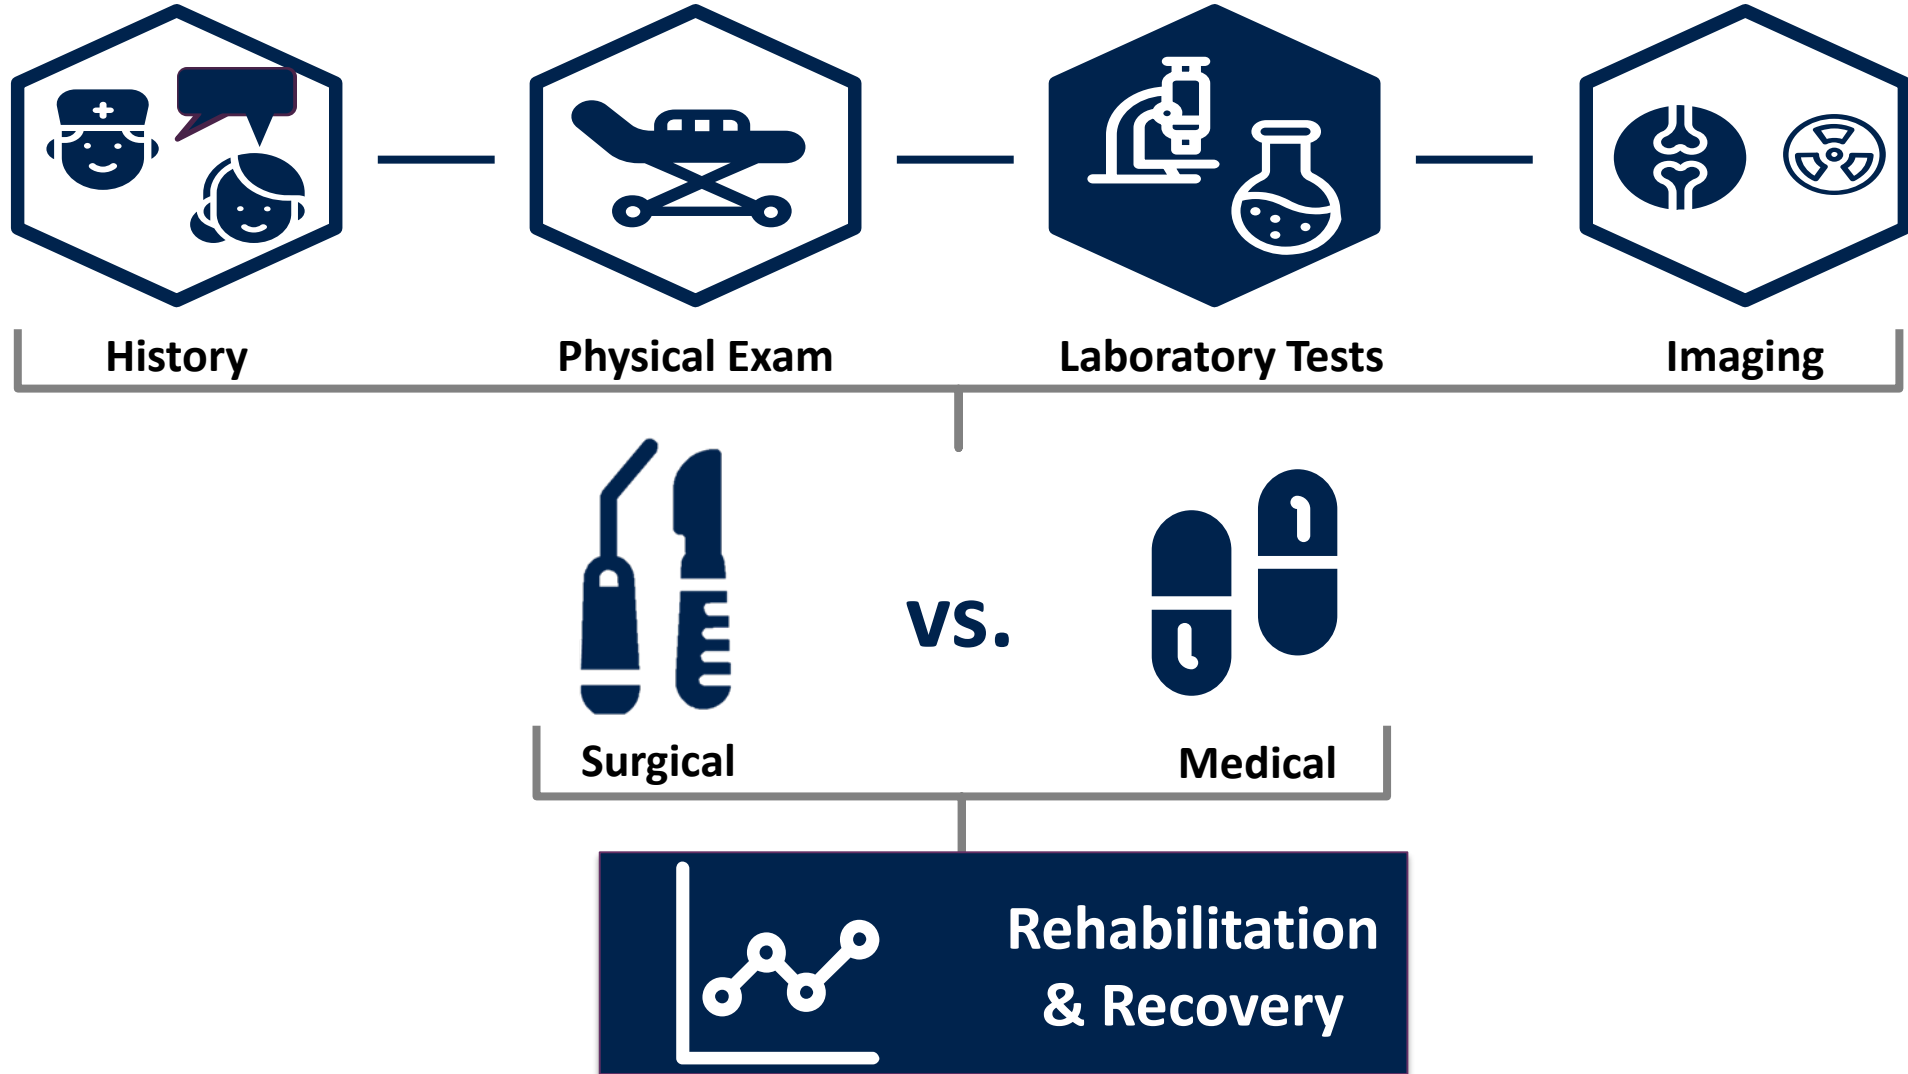 History
Physical Exam
Laboratory Tests
Imaging
vs.
Surgical
Medical
Rehabilitation
& Recovery